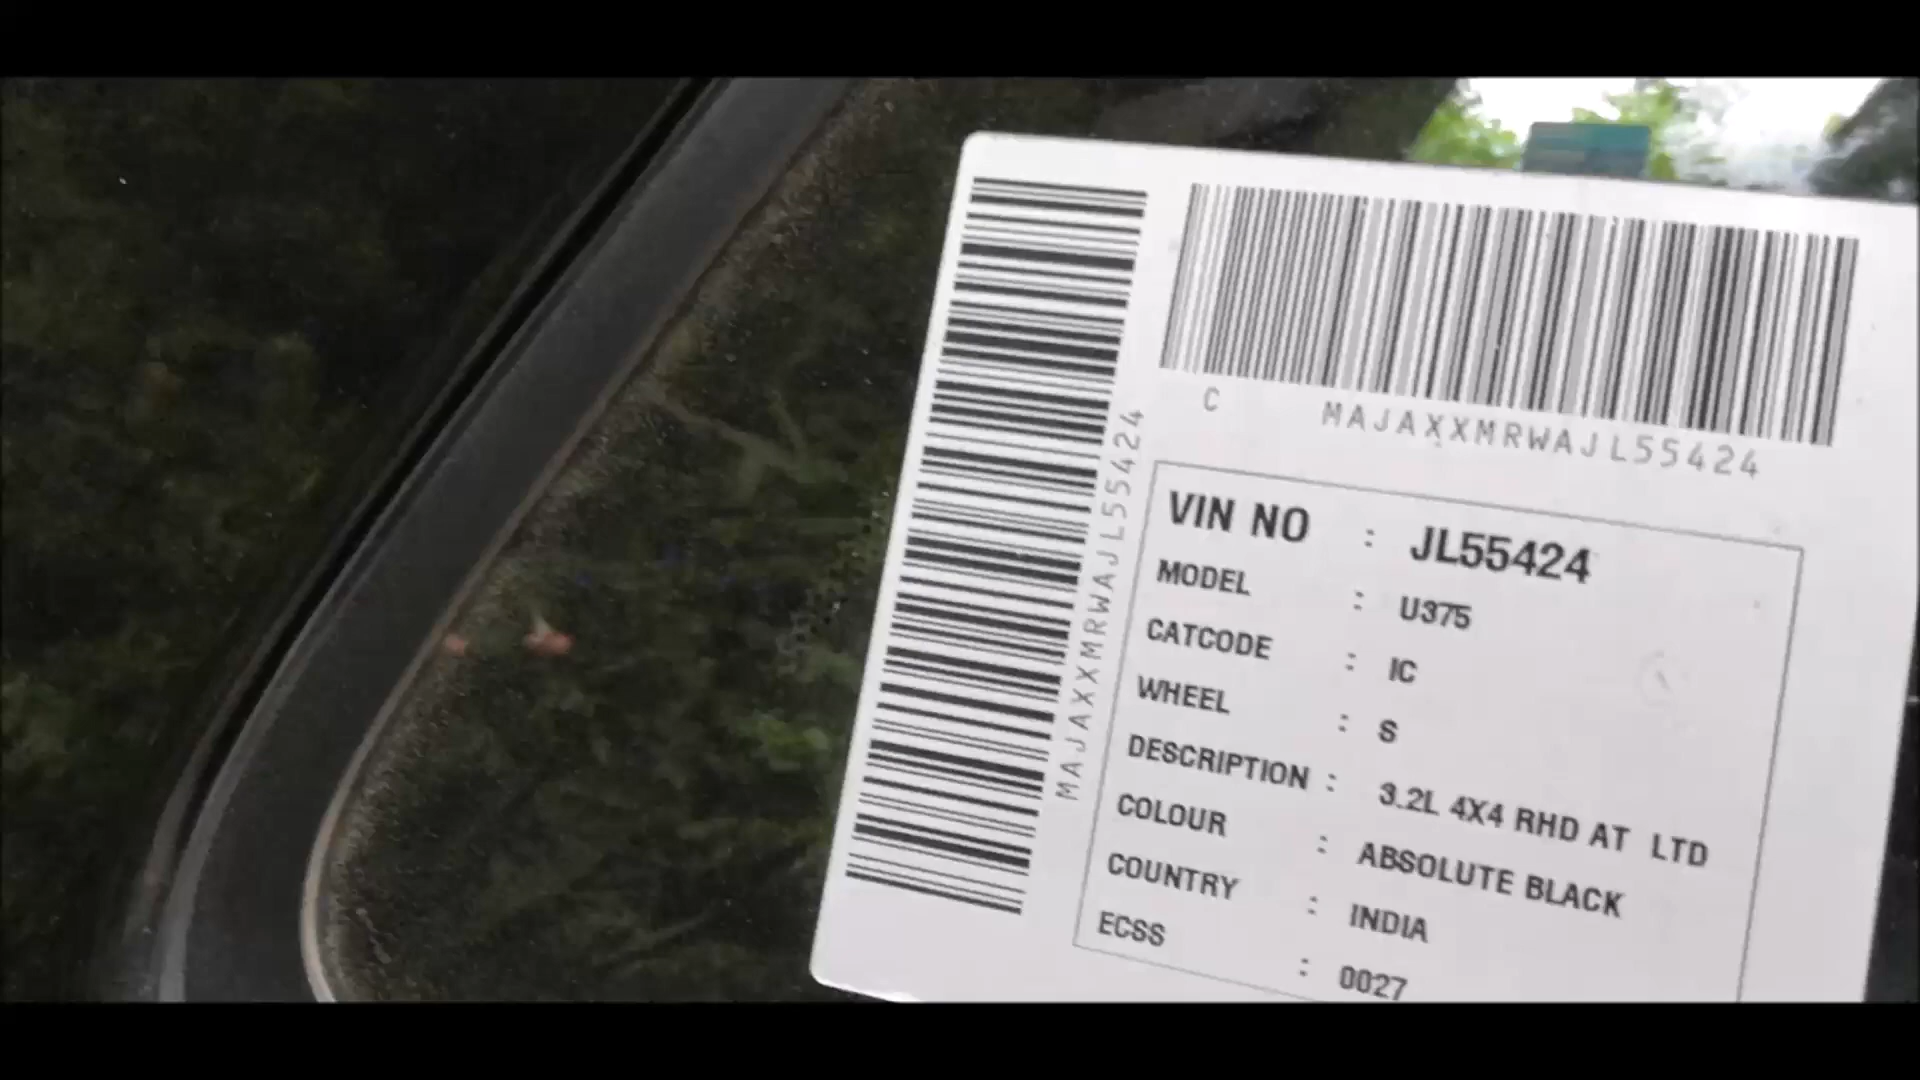 C MAJAXXMRWAJL55424
MAJAXXMRWAJL55424
VIN NO : JL55424
MODEL : U375
CATCODE : IC
WHEEL : S
DESCRIPTION : 3.2L 4X4 RHD AT LTD
COLOUR : ABSOLUTE BLACK
COUNTRY : INDIA
ECSS : 0027